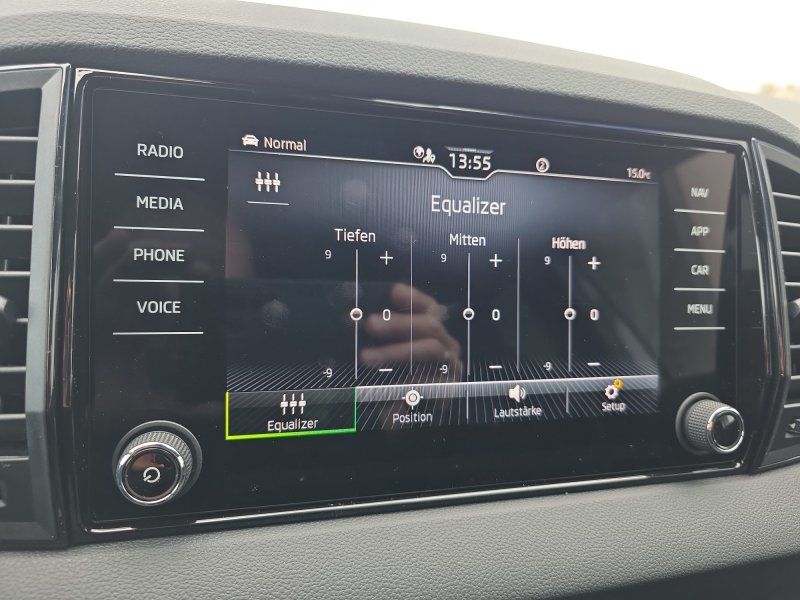 RADIO
MEDIA
PHONE
VOICE
Normal
13:55
2
15.0°C
Equalizer
Tiefen
Mitten
Höhen
9 +
9 +
9 +
0
0
0
-9 −
-9 −
-9 −
Equalizer
Position
Lautstärke
Setup
NAV
APP
CAR
MENU